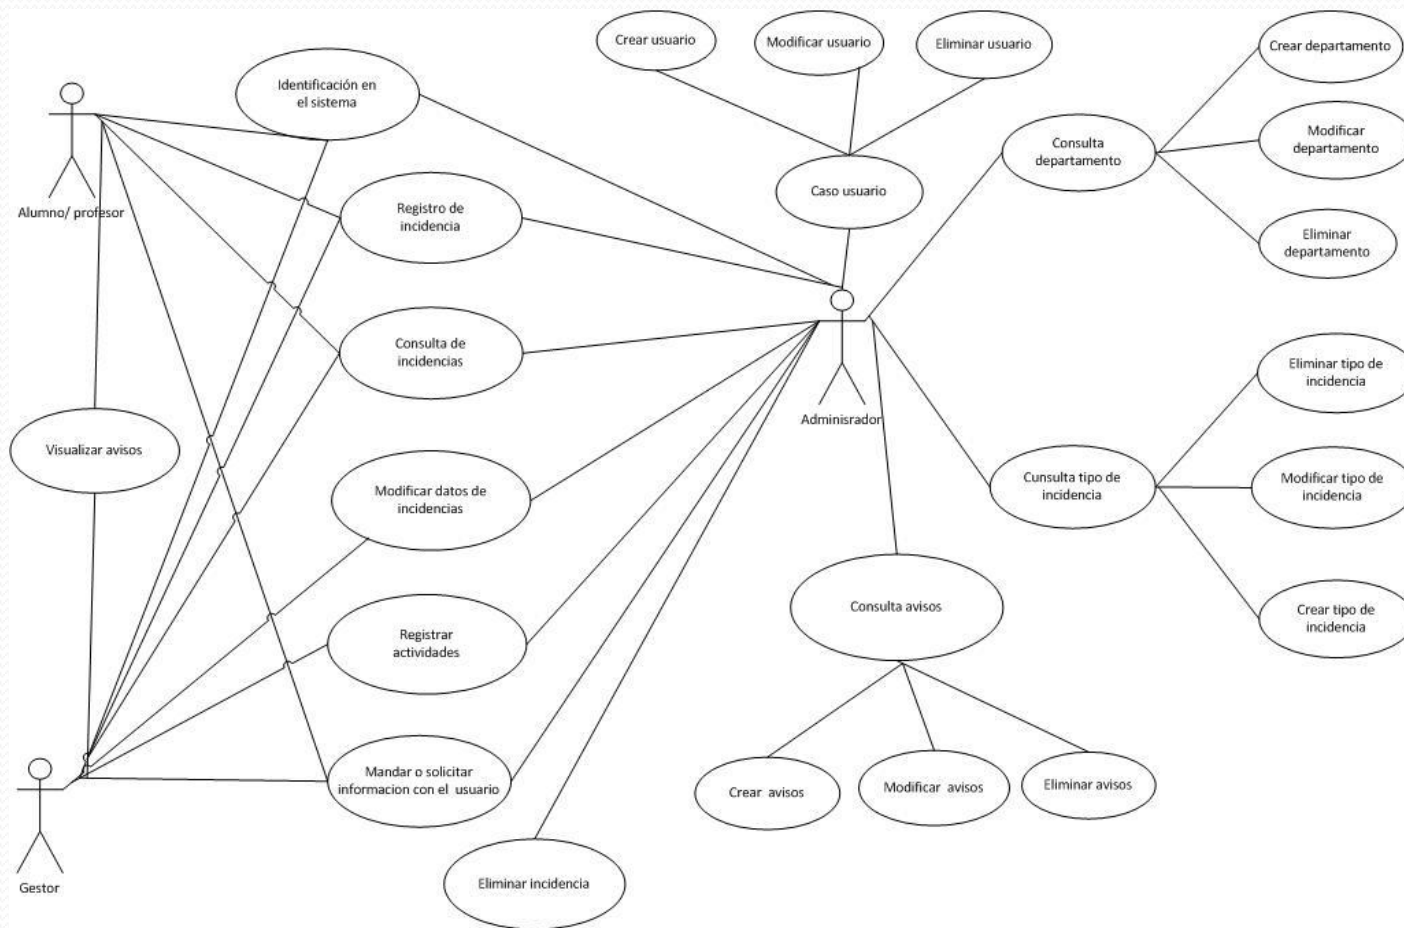 Crear usuario
Modificar usuario
Eliminar usuario
Crear departamento
Identificación en
el sistema
Modificar
departamento
Consulta
departamento
Caso usuario
Alumno/ profesor
Registro de
incidencia
Eliminar
departamento
Consulta de
incidencias
Adminisrador
Eliminar tipo de
incidencia
Visualizar avisos
Modificar datos de
incidencias
Cunsulta tipo de
incidencia
Modificar tipo de
incidencia
Consulta avisos
Crear tipo de
incidencia
Registrar
actividades
Mandar o solicitar
informacion con el usuario
Crear avisos
Modificar avisos
Eliminar avisos
Gestor
Eliminar incidencia